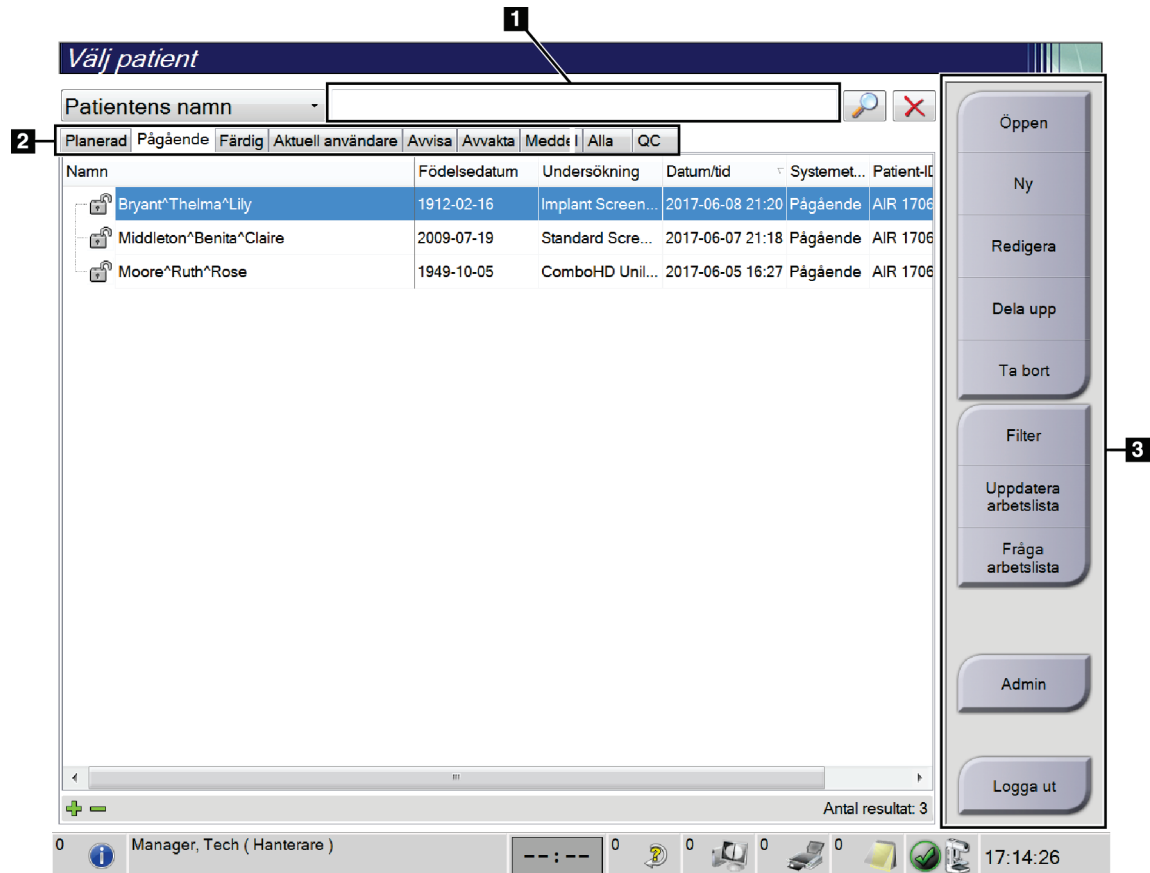 1
Välj patient
Patientens namn
2
Planerad Pågående Färdig Aktuell användare Avvisa Avvakta Meddel Alla QC
Namn Födelsedatum Undersökning Datum/tid Systemet... Patient-ID
Bryant^Thelma^Lily 1912-02-16 Implant Screen... 2017-06-08 21:20 Pågående AIR 1706
Middleton^Benita^Claire 2009-07-19 Standard Scre... 2017-06-07 21:18 Pågående AIR 1706
Moore^Ruth^Rose 1949-10-05 ComboHD Unil... 2017-06-05 16:27 Pågående AIR 1706
Antal resultat: 3
Öppen
Ny
Redigera
Dela upp
Ta bort
Filter
Uppdatera
arbetslista
Fråga
arbetslista
Admin
Logga ut
3
0 Manager, Tech ( Hanterare ) --:-- 0 0 0 0 17:14:26